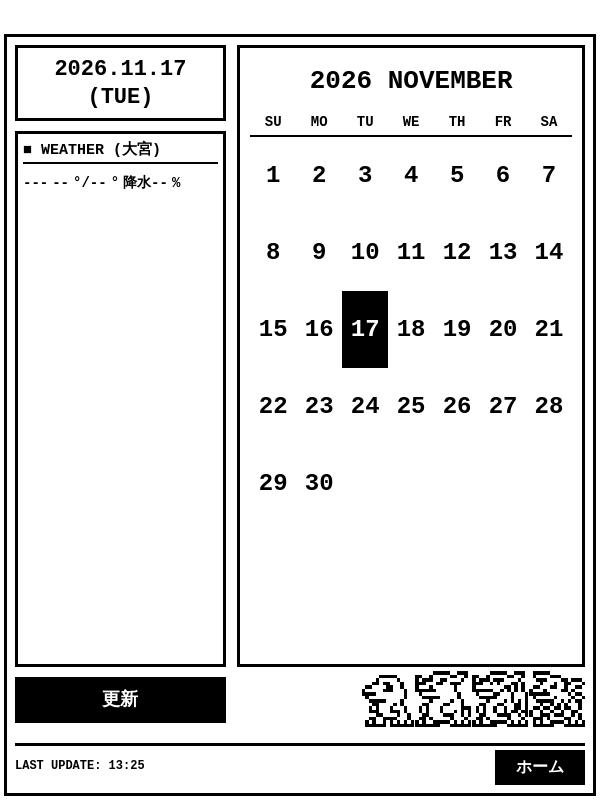 2026.11.17
(TUE)
■ WEATHER (大宮)
--- -- °/-- ° 降水-- %
2026 NOVEMBER
SU MO TU WE TH FR SA
1 2 3 4 5 6 7
8 9 10 11 12 13 14
15 16 17 18 19 20 21
22 23 24 25 26 27 28
29 30
更新
LAST UPDATE: 13:25
ホーム